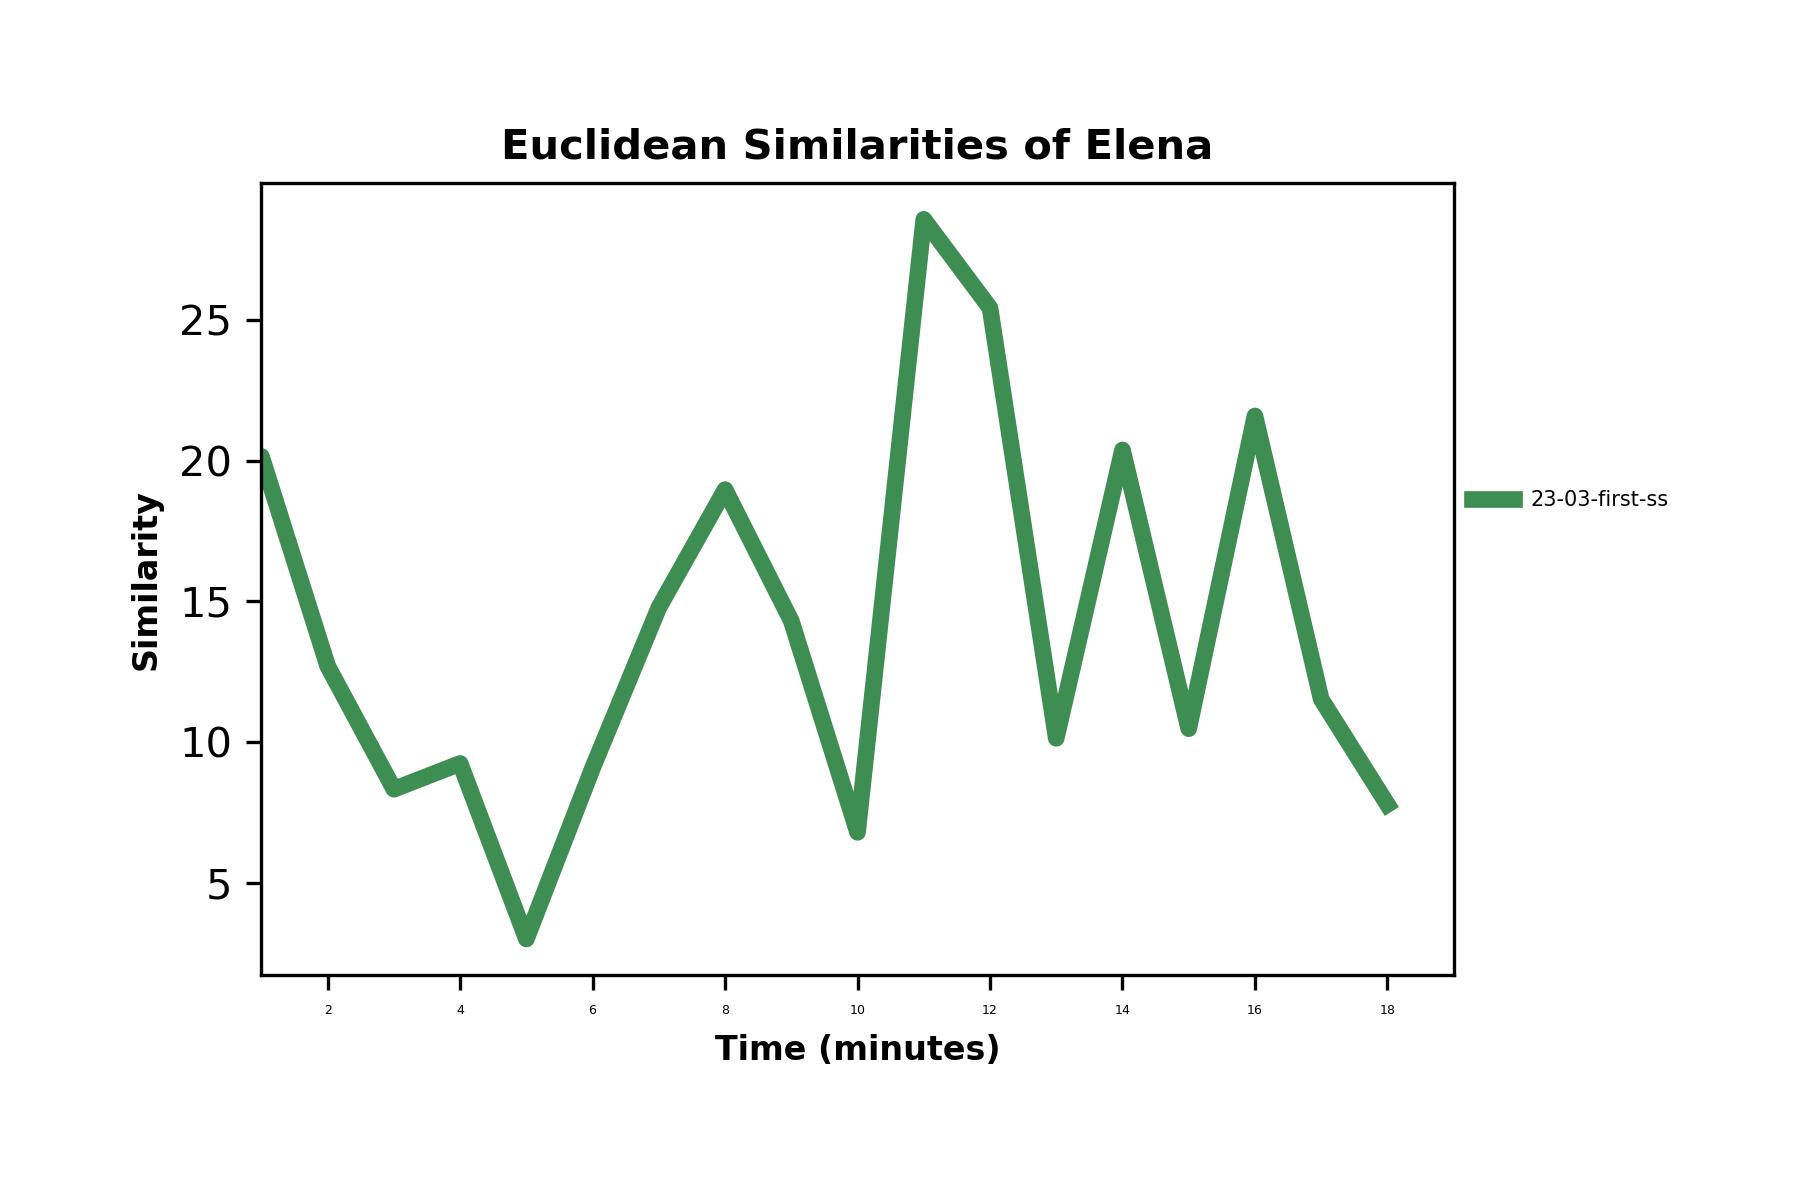 Euclidean Similarities of Elena
Similarity
25
20
15
10
5
2 4 6 8 10 12 14 16 18
Time (minutes)
23-03-first-ss